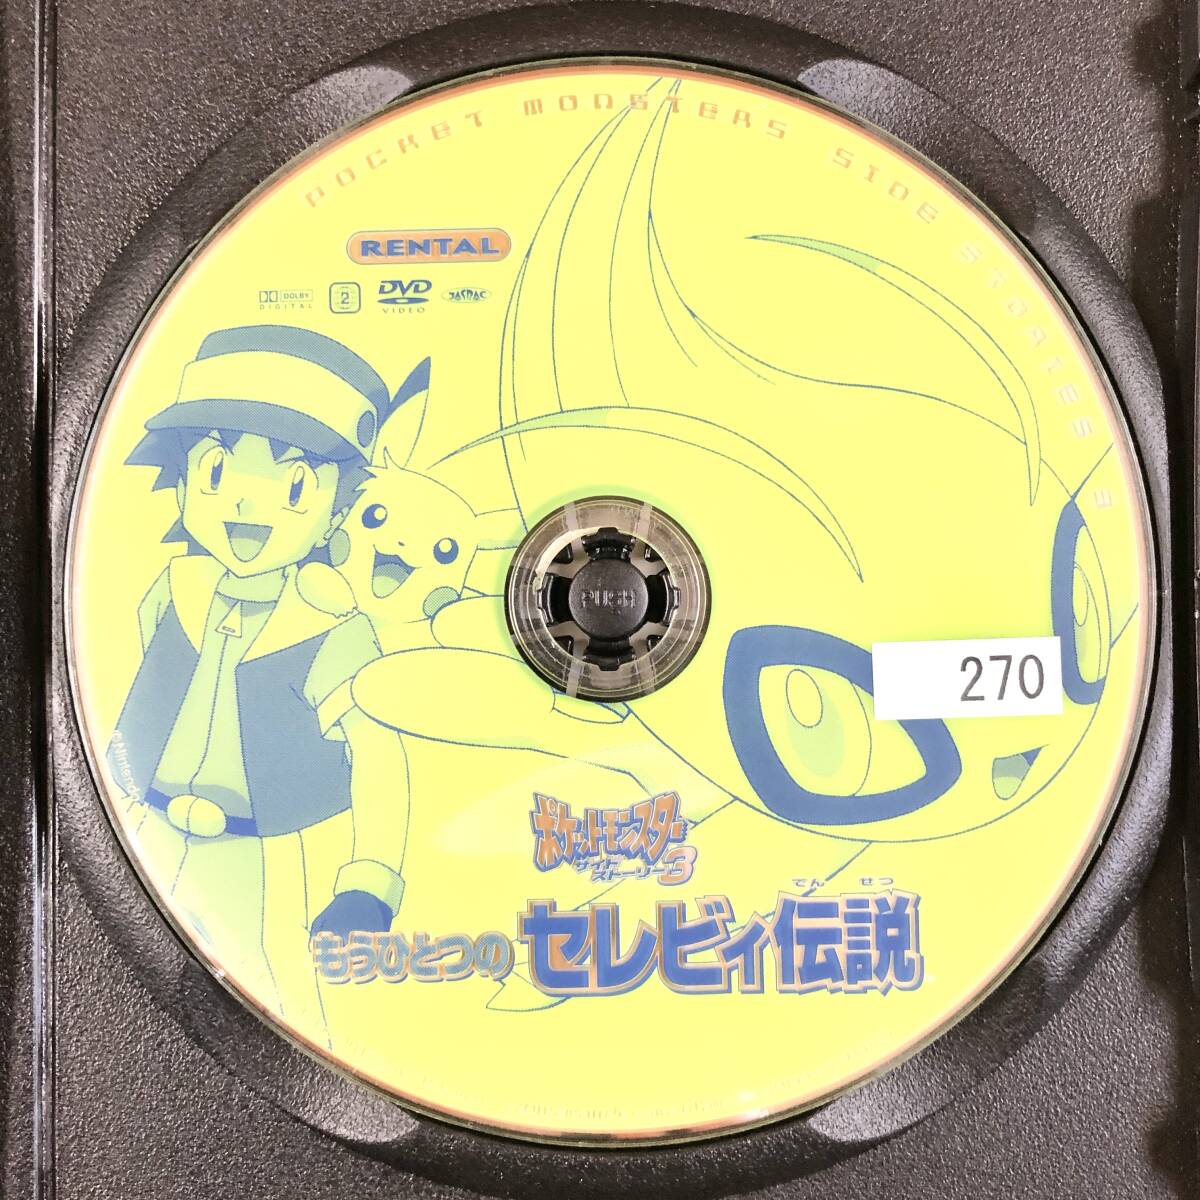 POCKET MONSTERS SIDE STORIES 3
RENTAL
DOLBY
DIGITAL
2
DVD
VIDEO
JASRAC
PUSH
270
©Nintendo
ポケットモンスター
サイド
ストーリー3
でん せつ
もうひとつの セレビィ伝説